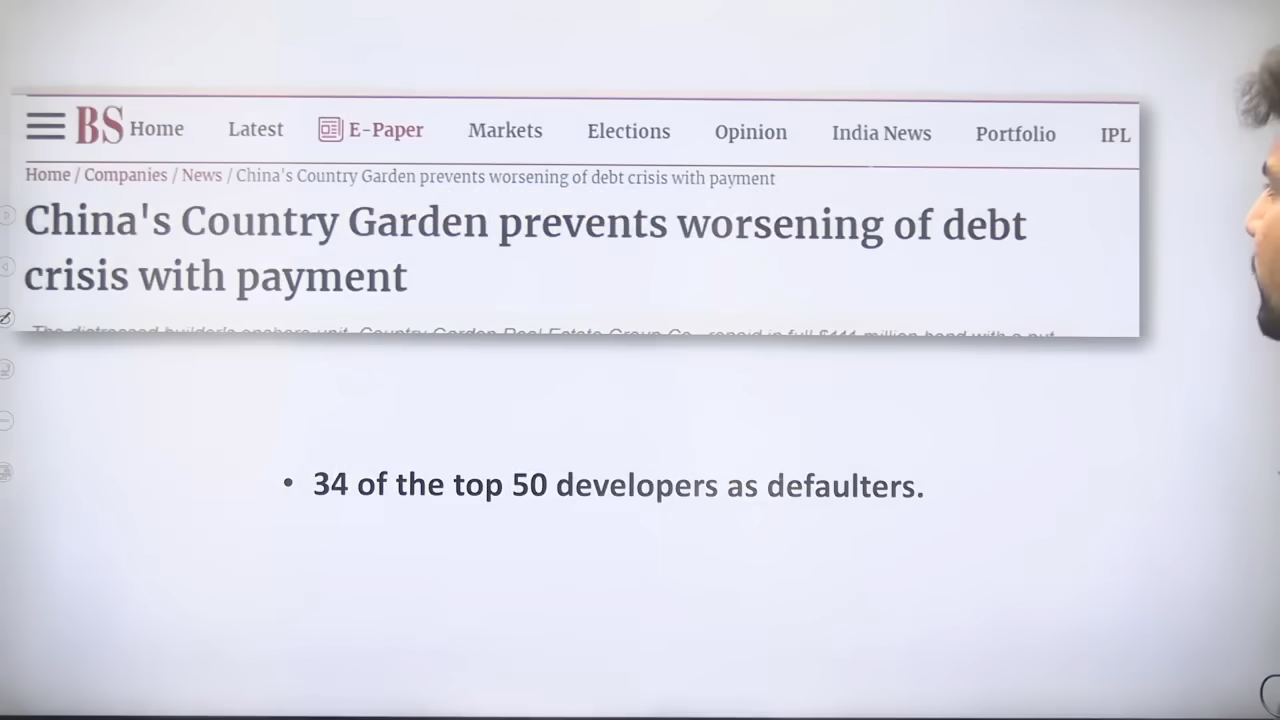 BS Home Latest E-Paper Markets Elections Opinion India News Portfolio IPL
Home / Companies / News / China's Country Garden prevents worsening of debt crisis with payment
China's Country Garden prevents worsening of debt
crisis with payment
• 34 of the top 50 developers as defaulters.